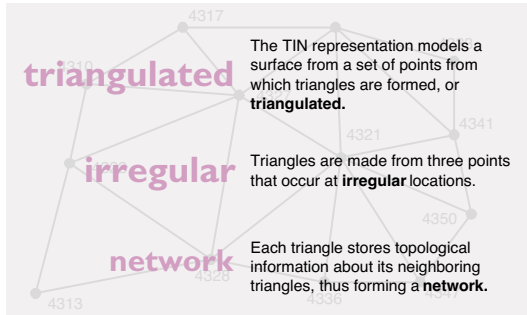 4317
The TIN representation models a
triangulated
surface from a set of points from
which triangles are formed, or
triangulated.
4321
4341
irregular
Triangles are made from three points
that occur at irregular locations.
4350
network
Each triangle stores topological
information about its neighboring
triangles, thus forming a network.
4328
4336
4313